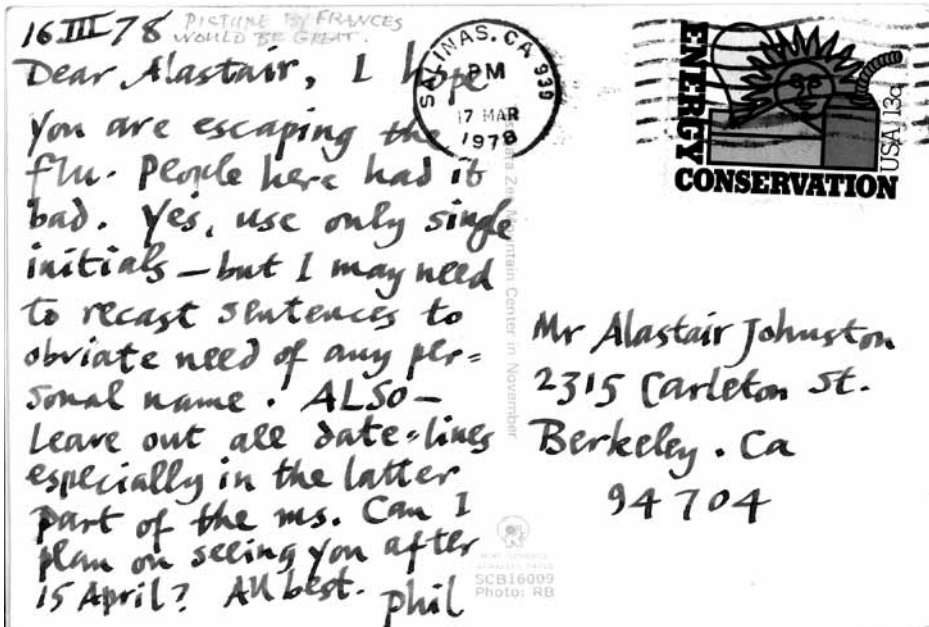 16 III 78
PICTURE BY FRANCES
WOULD BE GREAT.
Dear Alastair, I hope
you are escaping the
flu. People here had it
bad. Yes, use only single
initials — but I may need
to recast sentences to
obviate need of any per=
sonal name. ALSO —
Leave out all date=lines
especially in the latter
part of the ms. Can I
plan on seeing you after
15 April? All best. Phil
SALINAS, CA 939
PM
17 MAR
1978
ENERGY
CONSERVATION
USA 13c
Mountain Center in November
Mr Alastair Johnston
2315 Carleton St.
Berkeley. Ca
94704
SCB16009
Photo: RB